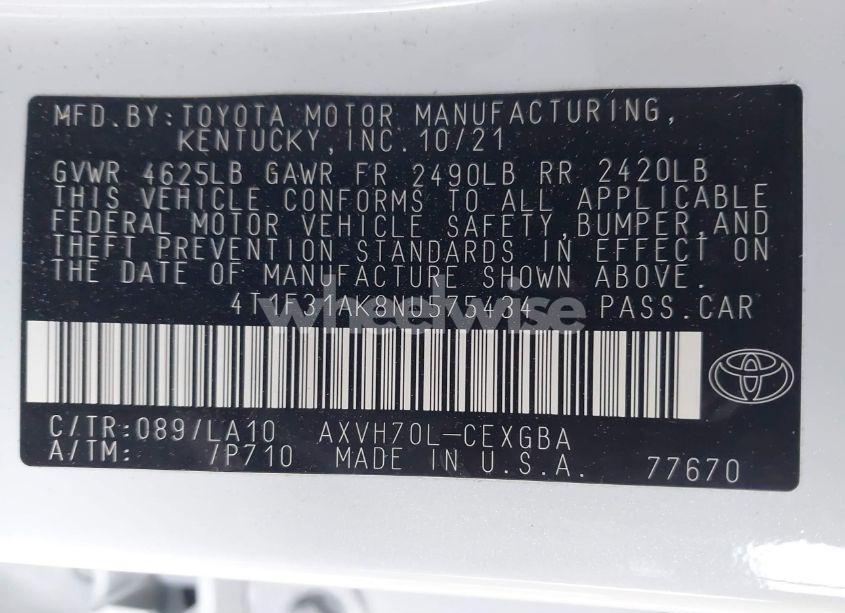 MFD.BY:TOYOTA MOTOR MANUFACTURING,
KENTUCKY,INC.10/21
GVWR 4625LB GAWR FR 2490LB RR 2420LB
THIS VEHICLE CONFORMS TO ALL APPLICABLE
FEDERAL MOTOR VEHICLE SAFETY,BUMPER,AND
THEFT PREVENTION STANDARDS IN EFFECT ON
THE DATE OF MANUFACTURE SHOWN ABOVE.
4T1F31AK8NU575434 PASS.CAR
wheelwise
C/TR:089/LA10 AXVH70L-CEXGBA
A/TM: /P710 MADE IN U.S.A. 77670